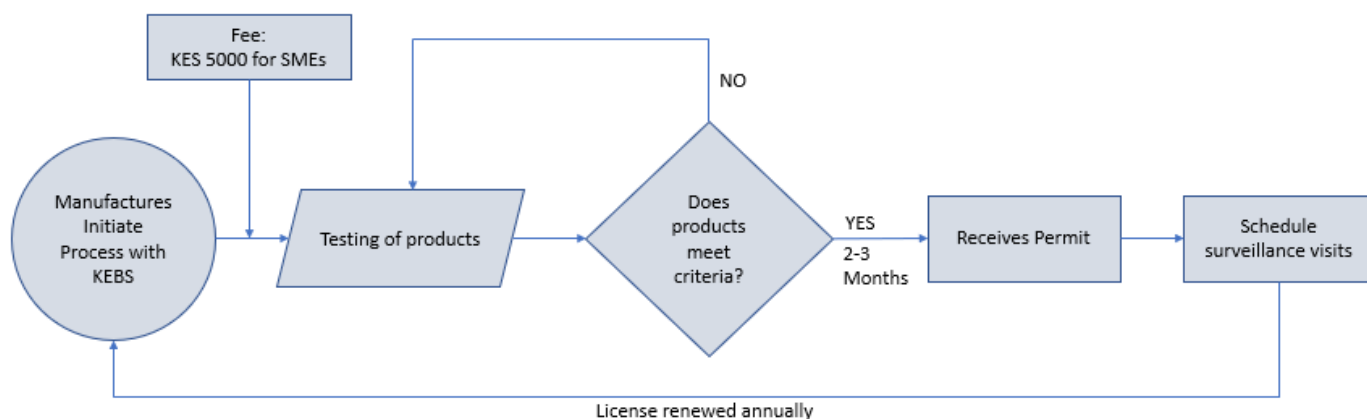 Fee:
KES 5000 for SMEs
NO
Manufactures
Initiate
Process with
KEBS
Testing of products
Does
products
meet
criteria?
YES
2-3
Months
Receives Permit
Schedule
surveillance visits
License renewed annually